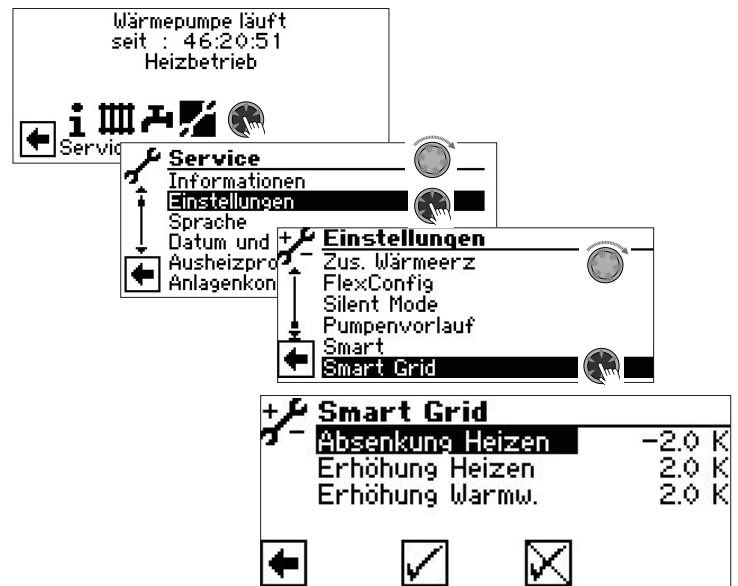 Wärmepumpe läuft
seit : 46:20:51
Heizbetrieb
Servic
Service
Informationen
Einstellungen
Sprache
Datum und
Ausheizpro
Anlagenkon
Einstellungen
Zus. Wärmeerz
FlexConfig
Silent Mode
Pumpenvorlauf
Smart
Smart Grid
Smart Grid
Absenkung Heizen -2.0 K
Erhöhung Heizen 2.0 K
Erhöhung Warmw. 2.0 K